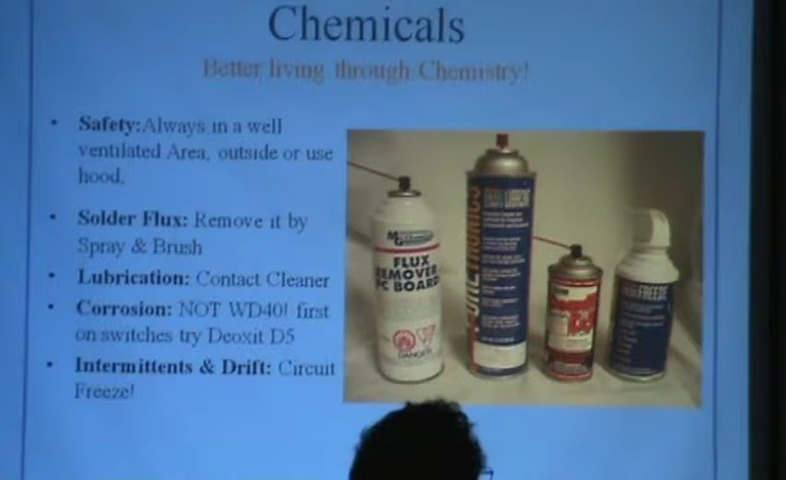 Chemicals
Better living through Chemistry!
• Safety:Always in a well
ventilated Area, outside or use
hood,
• Solder Flux: Remove it by
Spray & Brush
• Lubrication: Contact Cleaner
• Corrosion: NOT WD40! first
on switches try Deoxit D5
• Intermittents & Drift: Circuit
Freeze!
MG
FLUX
REMOVER
PC BOARD
DANGER